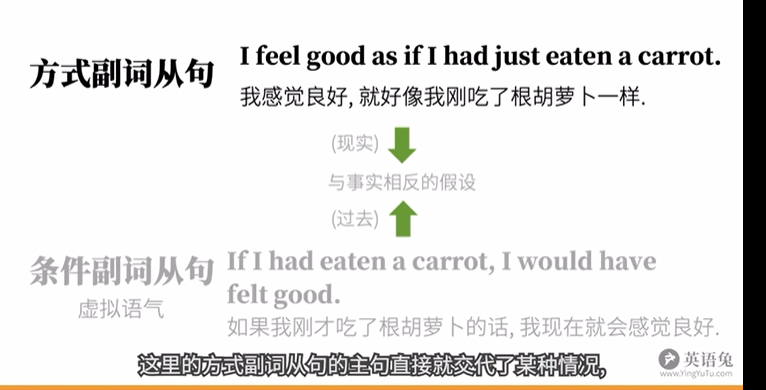 方式副词从句
I feel good as if I had just eaten a carrot.
我感觉良好, 就好像我刚吃了根胡萝卜一样.
(现实)
与事实相反的假设
(过去)
条件副词从句
虚拟语气
If I had eaten a carrot, I would have
felt good.
如果我刚才吃了根胡萝卜的话, 我现在就会感觉良好.
这里的方式副词从句的主句直接就交代了某种情况,
英语兔
www.YingYuTu.com